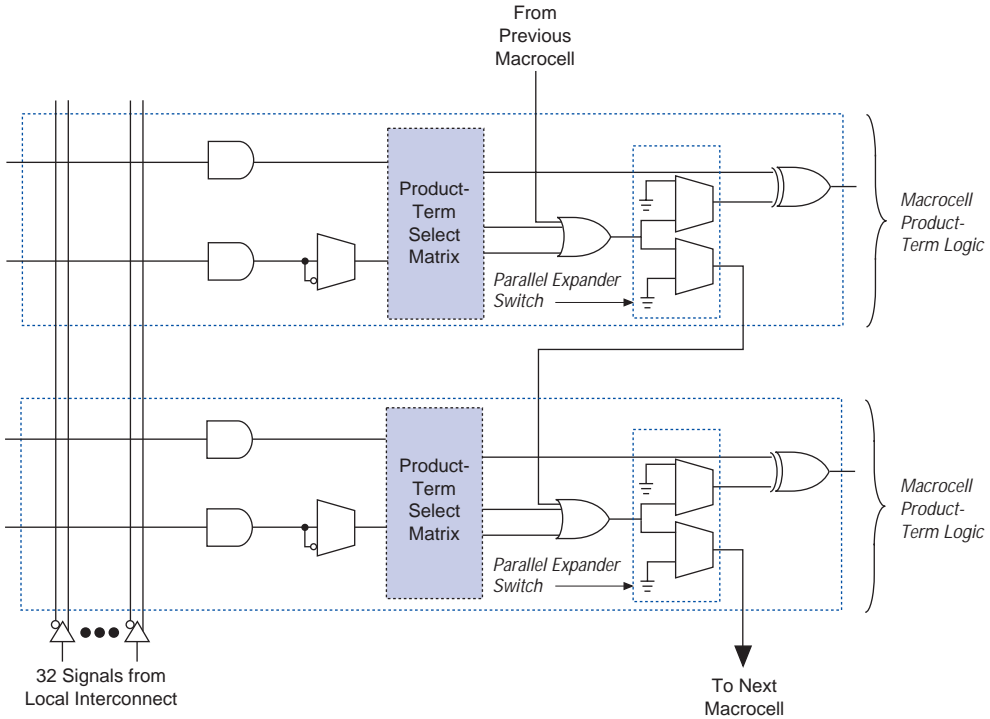 From
Previous
Macrocell
Product-
Term
Select
Matrix
Macrocell
Product-
Term Logic
Parallel Expander
Switch
Product-
Term
Select
Matrix
Macrocell
Product-
Term Logic
Parallel Expander
Switch
32 Signals from
Local Interconnect
To Next
Macrocell